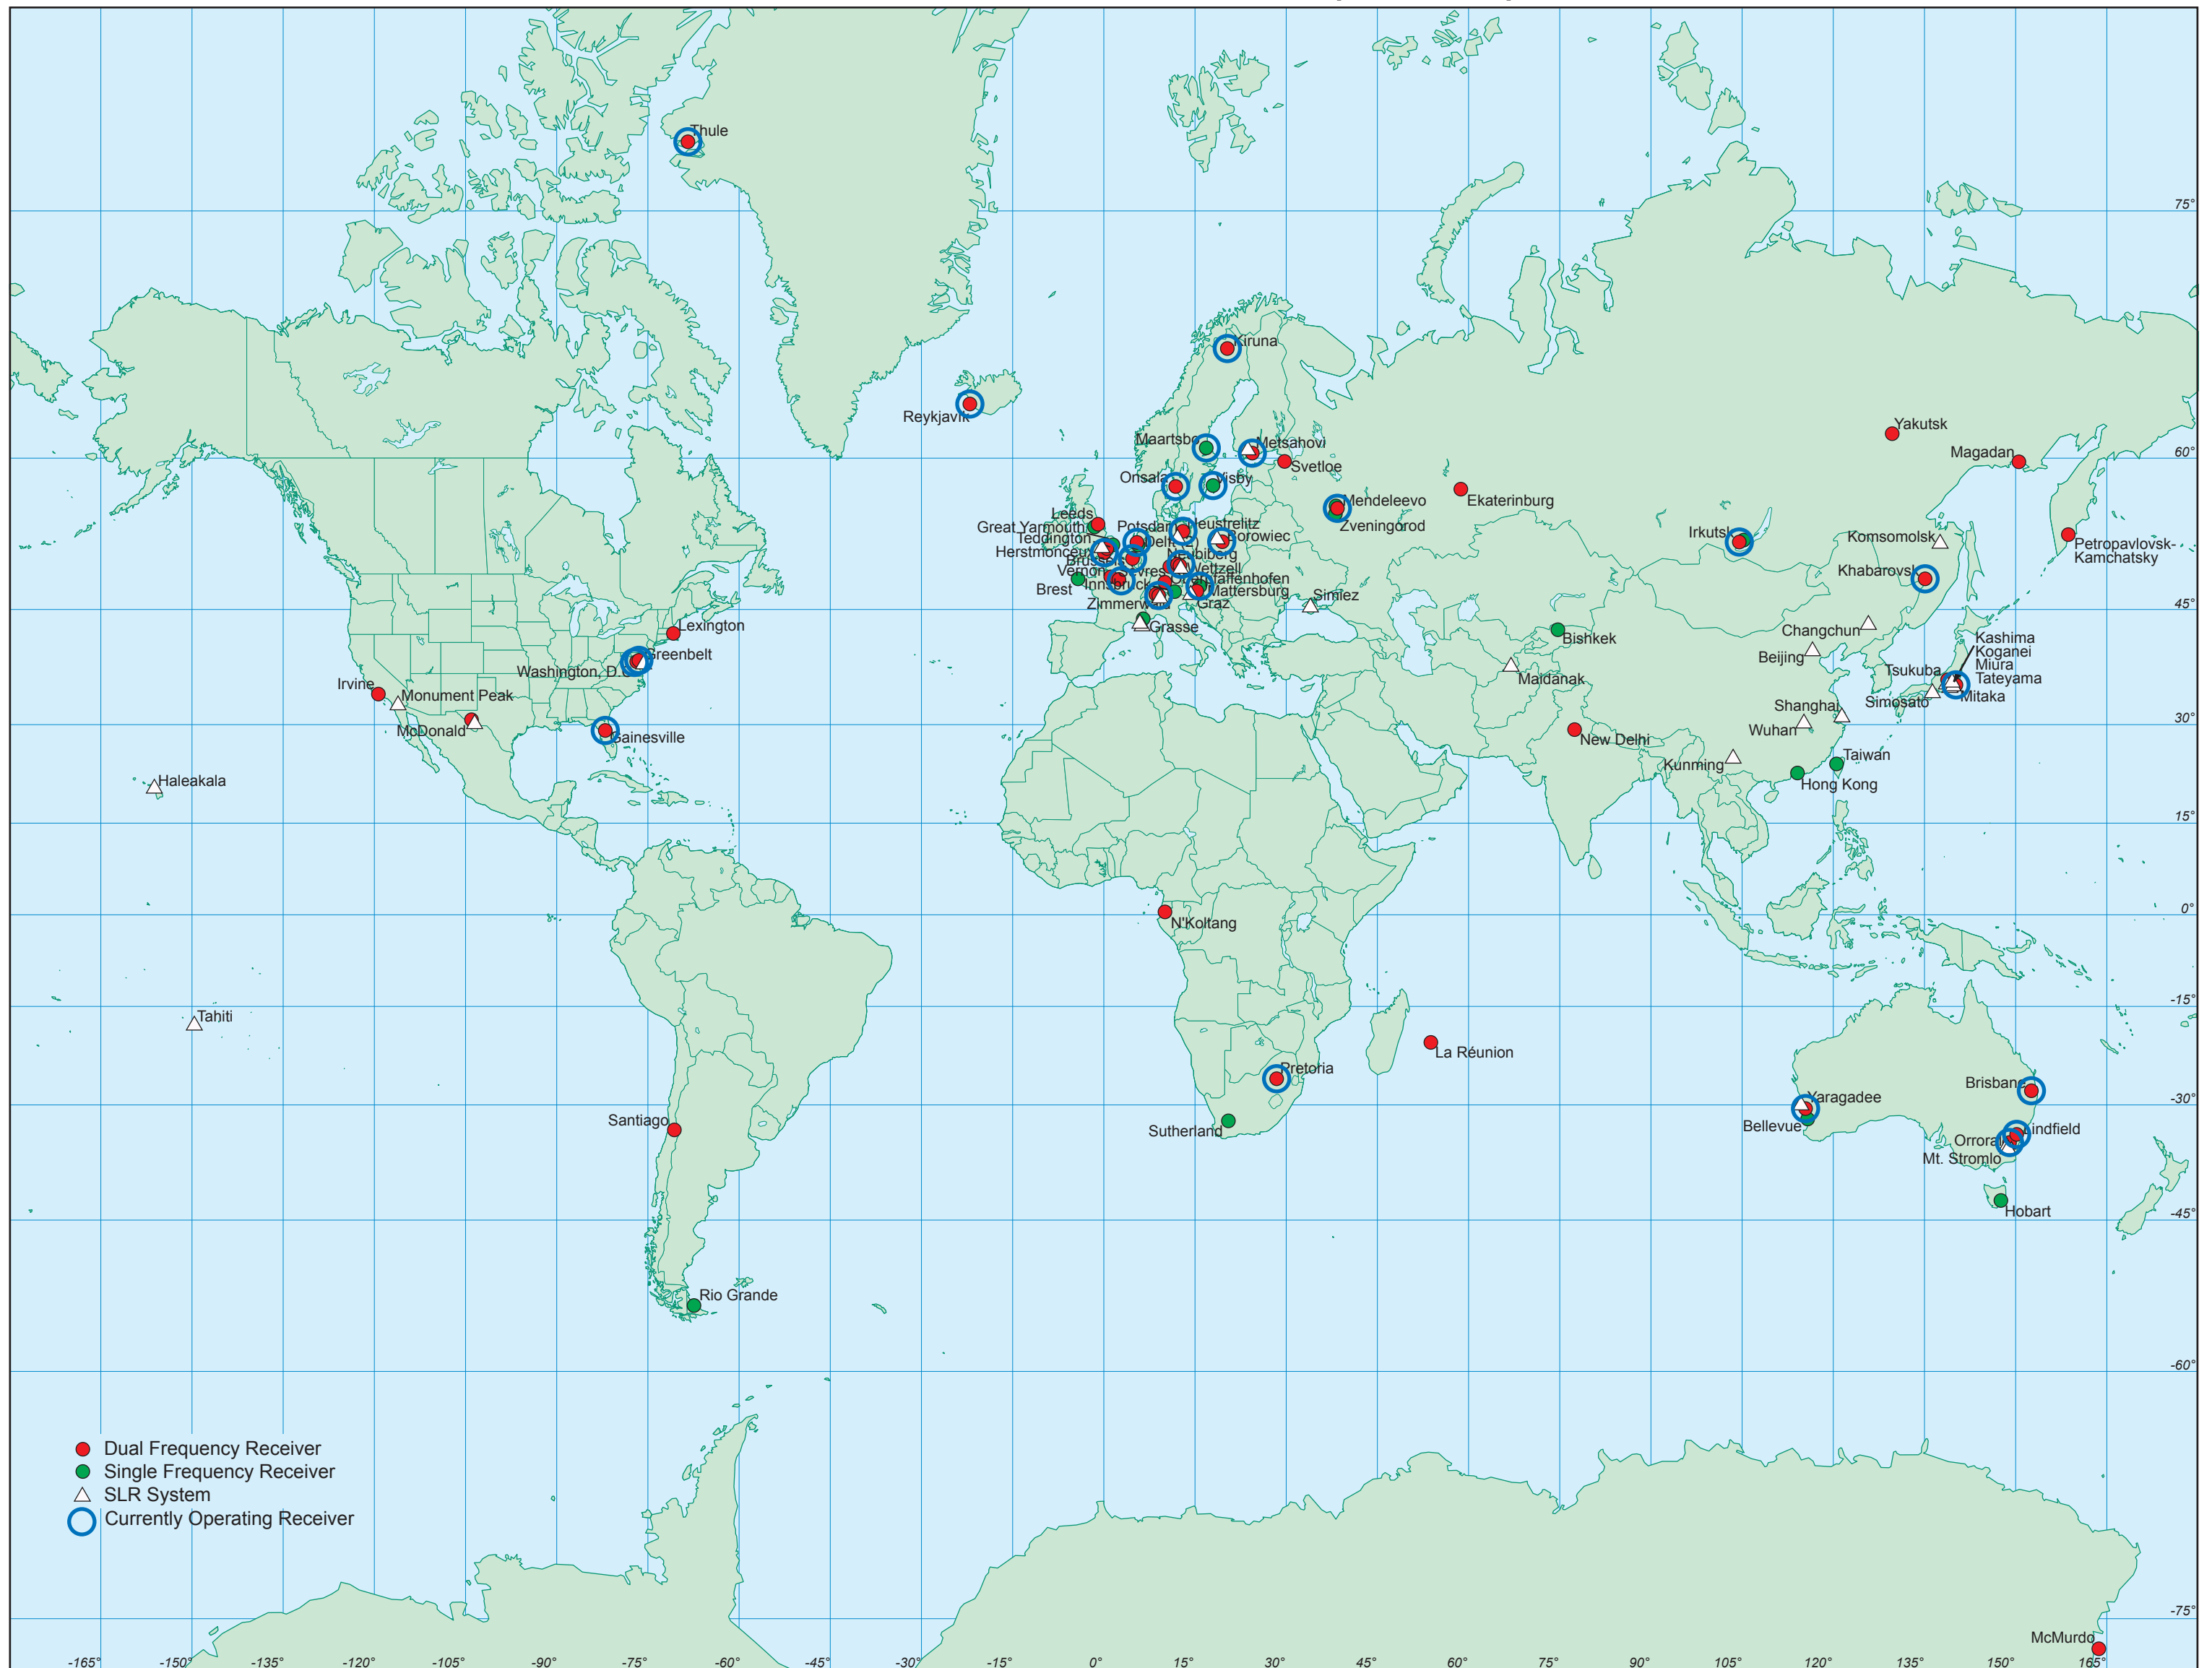 Thule
75°
Kiruna
Reykjavik
Yakutsk
Maartsbo
Metsahovi
Magadan
60°
Svetloe
Onsala
Visby
Ekaterinburg
Mendeleevo
Leeds
Great Yarmouth
Potsdam
Neustrelitz
Zveningorod
Irkutsk
Teddington
Borowiec
Komsomolsk
Petropavlovsk-
Kamchatsky
Herstmonceux
Neubiberg
Wettzell
Khabarovsk
Brest
Innsbruck
Mattersburg
Simiez
Zimmerwald
Graz
45°
Lexington
Grasse
Changchun
Kashima
Bishkek
Koganei
Greenbelt
Beijing
Miura
Washington, D.C.
Tsukuba
Tateyama
Maidanak
Irvine
Monument Peak
Simosato
Mitaka
Shanghai
30°
McDonald
Gainesville
New Delhi
Wuhan
Taiwan
Kunming
Haleakala
Hong Kong
15°
0°
N'Koltang
-15°
Tahiti
La Réunion
Pretoria
Brisbane
Yaragadee
-30°
Santiago
Sutherland
Bellevue
Lindfield
Orroral
Mt. Stromlo
Hobart
-45°
Rio Grande
-60°
Dual Frequency Receiver
Single Frequency Receiver
SLR System
Currently Operating Receiver
-75°
McMurdo
-165° -150° -135° -120° -105° -90° -75° -60° -45° -30° -15° 0° 15° 30° 45° 60° 75° 90° 105° 120° 135° 150° 165°